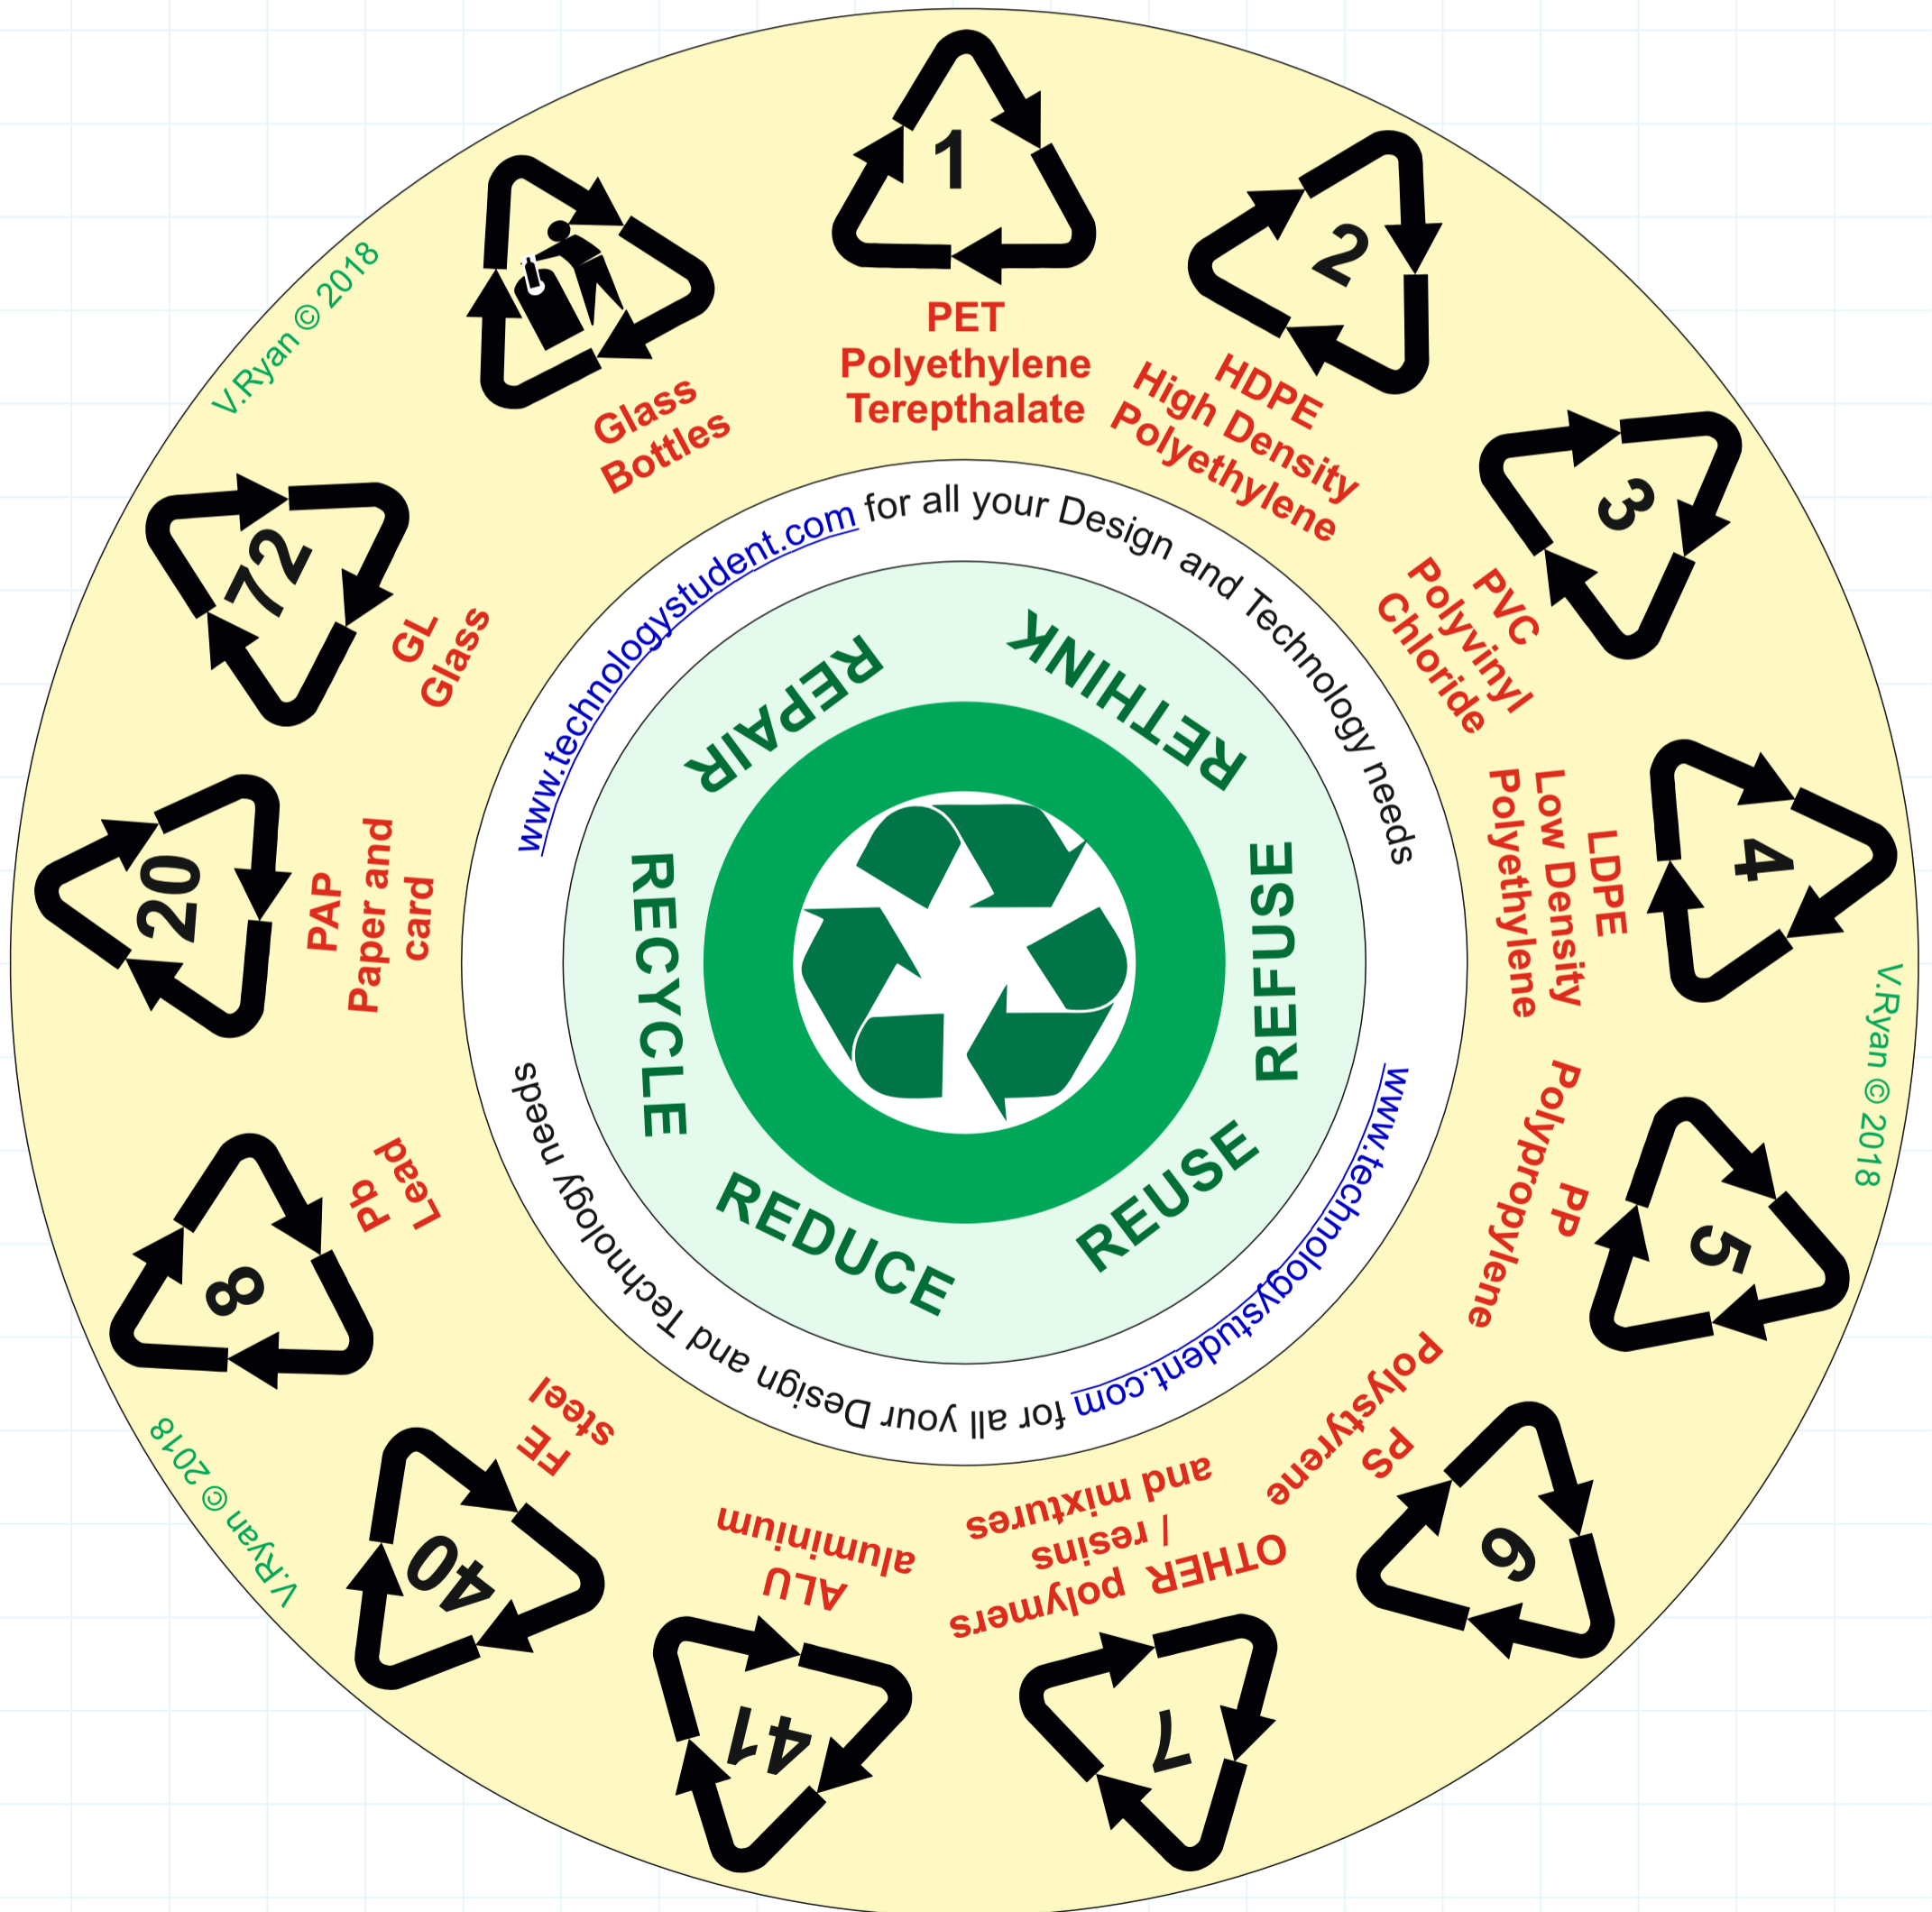 1
PET
Polyethylene
Terepthalate
2
HDPE
High Density
Polyethylene
3
PVC
Polyvinyl
Chloride
4
LDPE
Low Density
Polyethylene
5
PP
Polypropylene
6
PS
Polystyrene
7
OTHER polymers
/ resins
and mixtures
41
ALU
aluminium
40
FE
steel
8
Pb
Lead
20
PAP
Paper and
card
72
GL
Glass
Glass
Bottles
V.Ryan © 2018
V.Ryan © 2018
V.Ryan © 2018
www.technologystudent.com for all your Design and Technology needs
www.technologystudent.com for all your Design and Technology needs
RETHINK
REFUSE
REUSE
REDUCE
RECYCLE
REPAIR